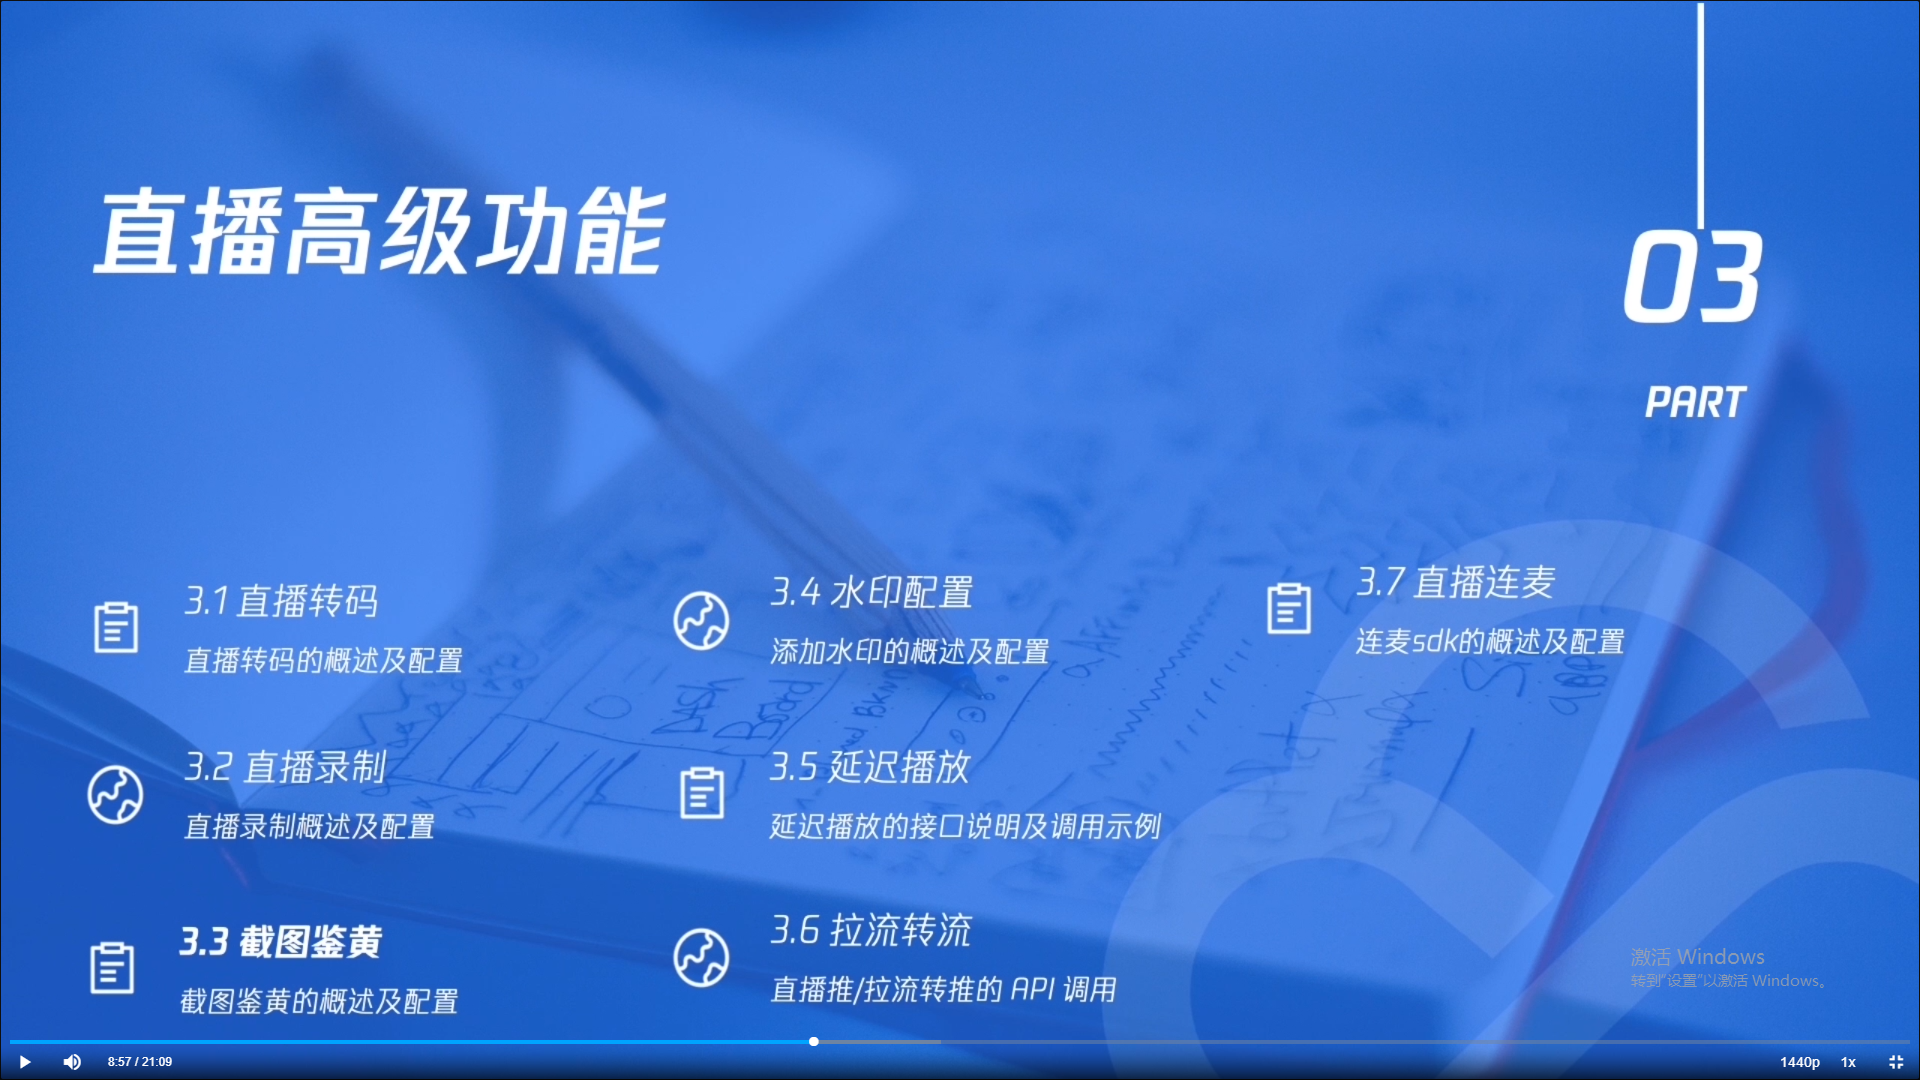 直播高级功能
03
PART
3.1 直播转码
直播转码的概述及配置
3.2 直播录制
直播录制概述及配置
3.3 截图鉴黄
截图鉴黄的概述及配置
3.4 水印配置
添加水印的概述及配置
3.5 延迟播放
延迟播放的接口说明及调用示例
3.6 拉流转流
直播推/拉流转推的 API 调用
3.7 直播连麦
连麦sdk的概述及配置
激活 Windows
转到"设置"以激活 Windows。
8:57 / 21:09
1440p
1x